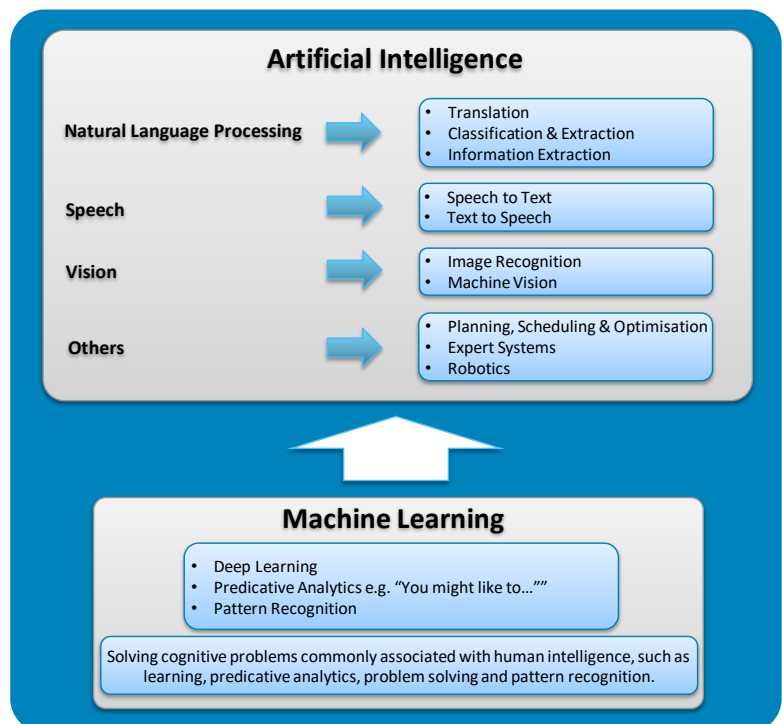 Artificial Intelligence
Natural Language Processing
• Translation
• Classification & Extraction
• Information Extraction
Speech
• Speech to Text
• Text to Speech
Vision
• Image Recognition
• Machine Vision
Others
• Planning, Scheduling & Optimisation
• Expert Systems
• Robotics
Machine Learning
• Deep Learning
• Predicative Analytics e.g. “You might like to...””
• Pattern Recognition
Solving cognitive problems commonly associated with human intelligence, such as
learning, predicative analytics, problem solving and pattern recognition.